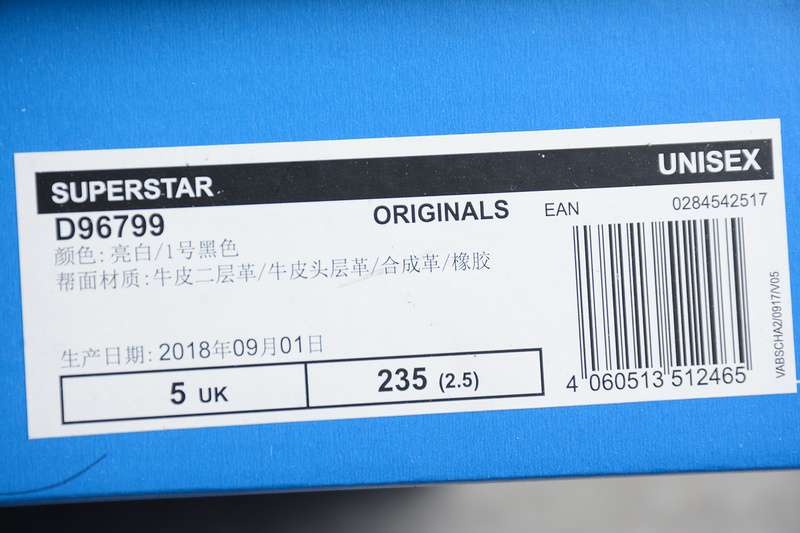 SUPERSTAR
UNISEX
D96799
ORIGINALS
EAN
0284542517
颜色: 亮白/1号黑色
帮面材质: 牛皮二层革/牛皮头层革/合成革/橡胶
生产日期: 2018年09月01日
5 UK
235 (2.5)
4 060513 512465
VABSCHA2/0917/V05